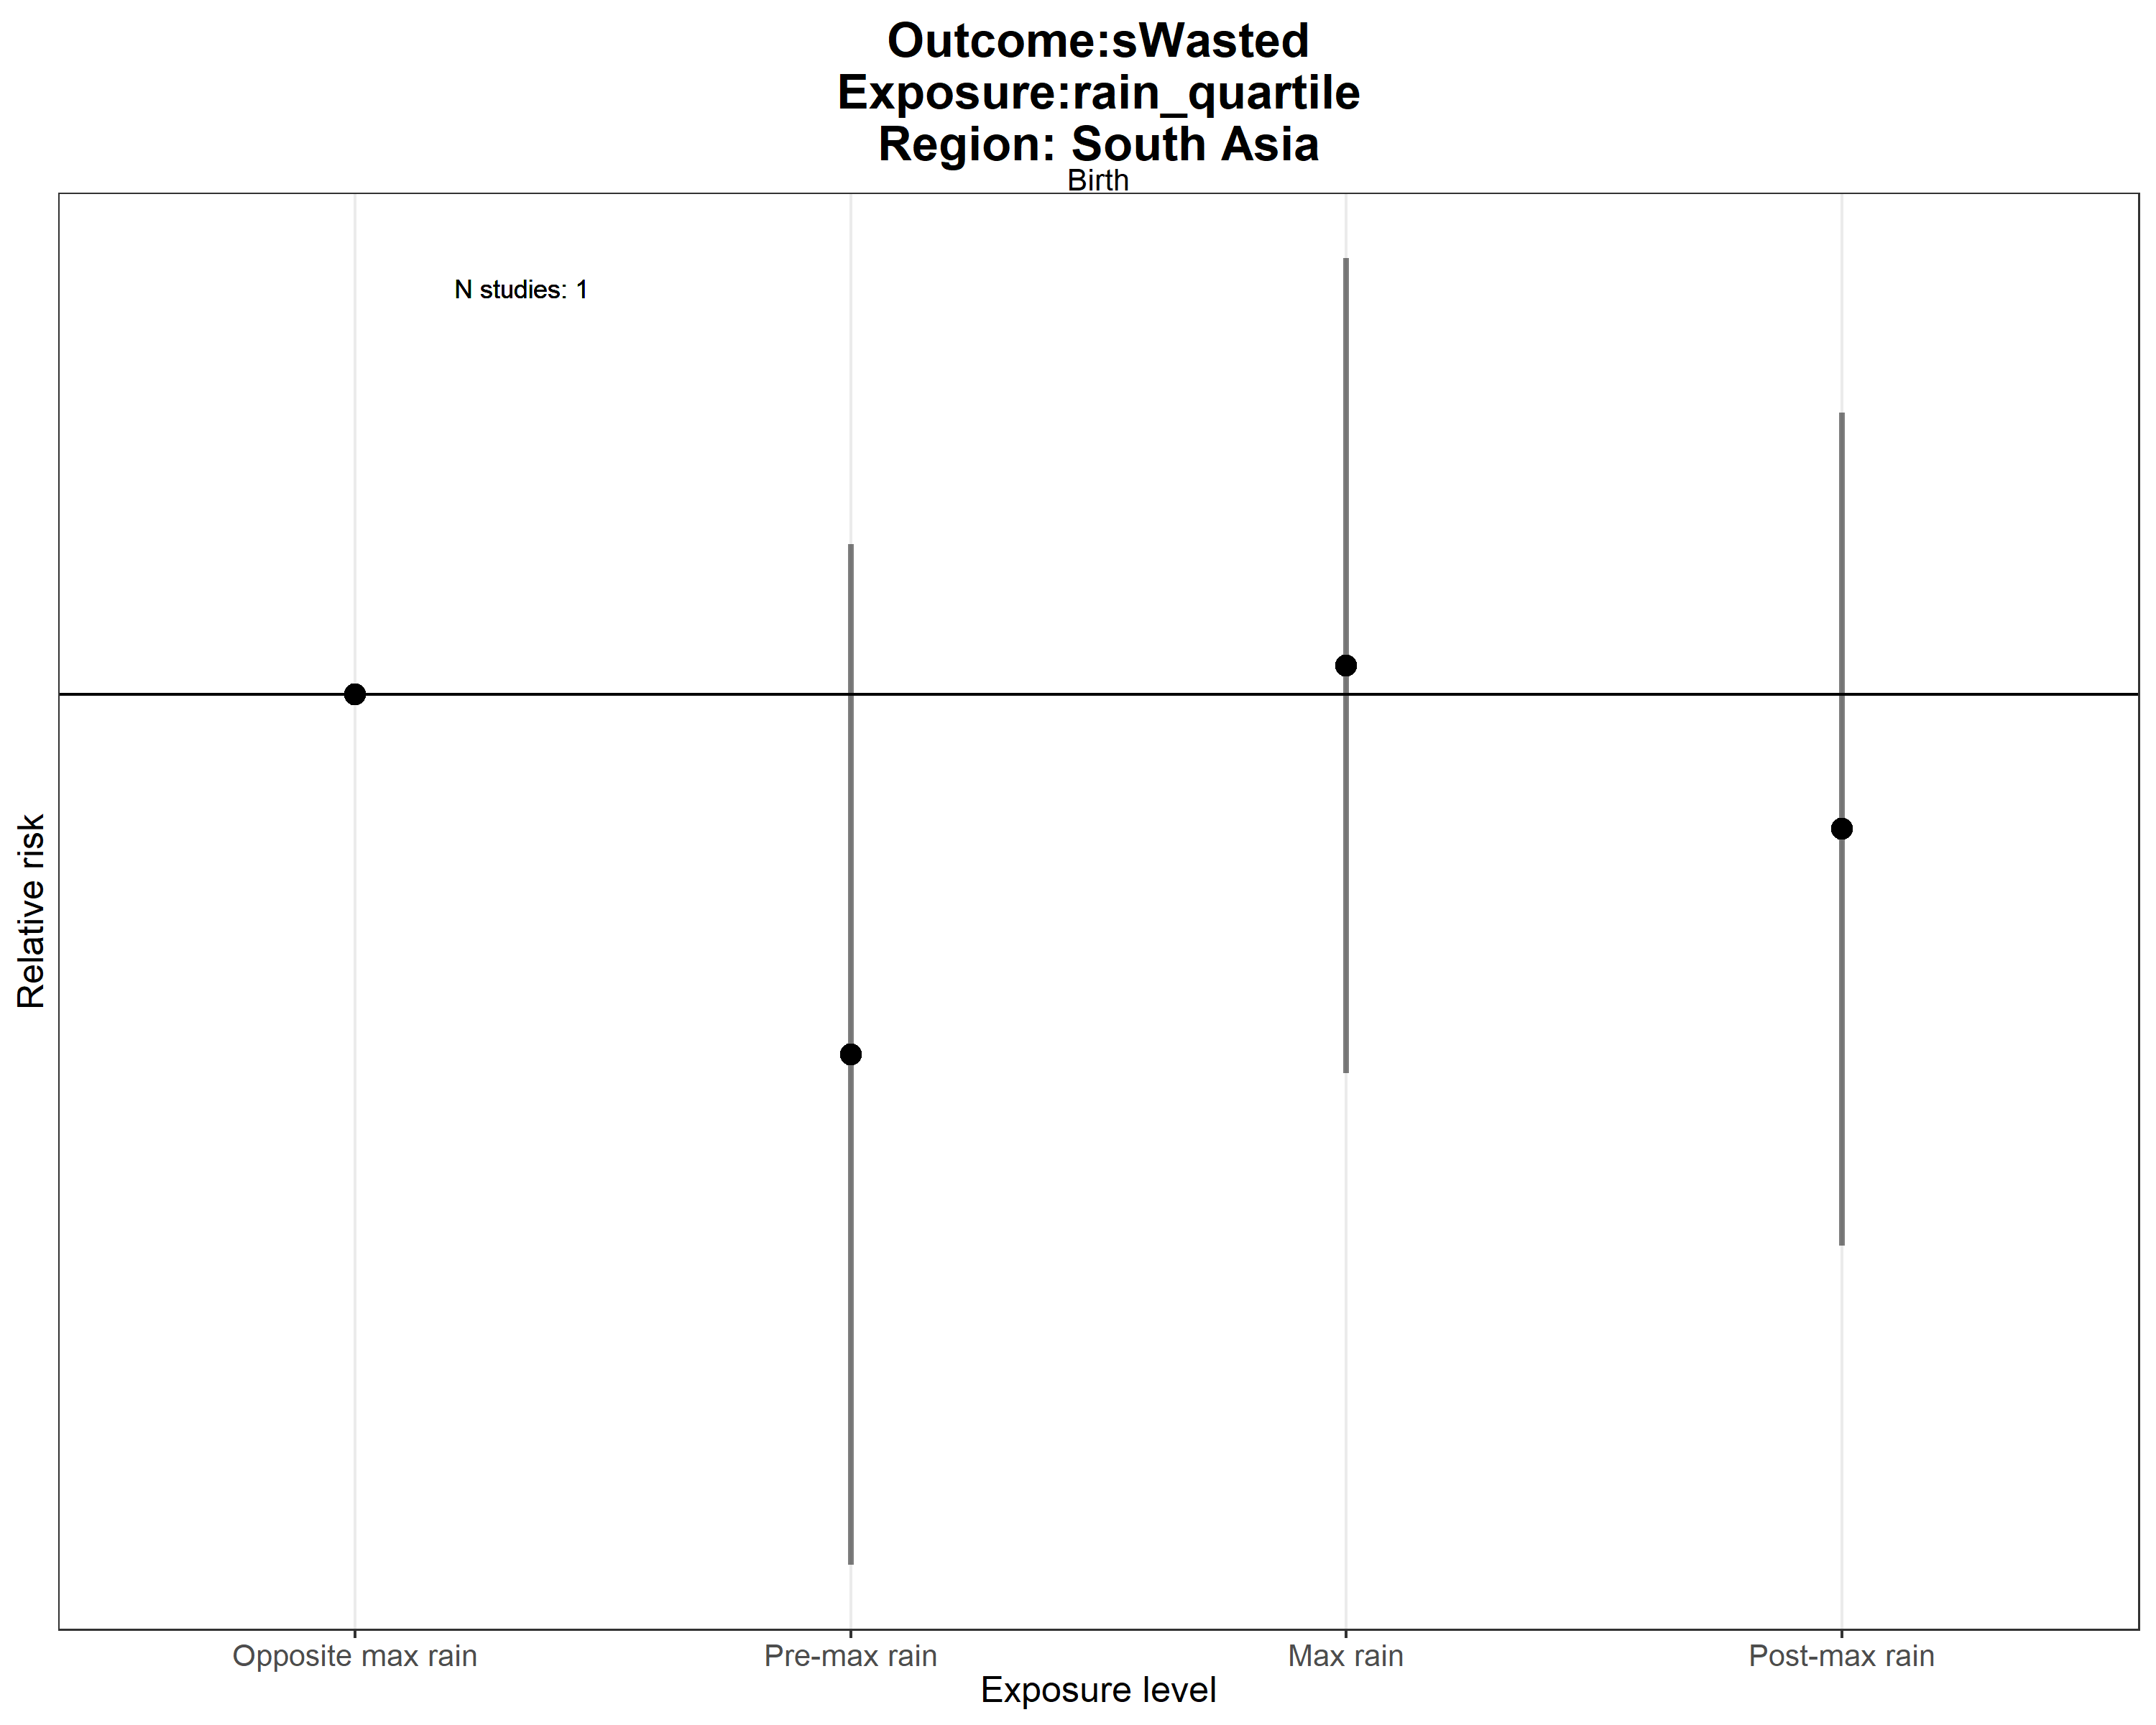 Outcome:sWasted
Exposure:rain_quartile
Region: South Asia
Birth
N studies: 1
Relative risk
Opposite max rain
Pre-max rain
Max rain
Post-max rain
Exposure level